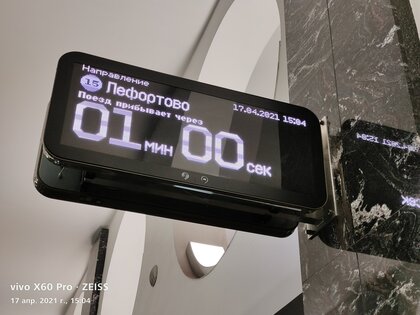 Направление
15 Лефортово
17.04.2021 15:04
Поезд прибывает через
01 мин 00 сек
vivo X60 Pro · ZEISS
17 апр. 2021 г., 15:04